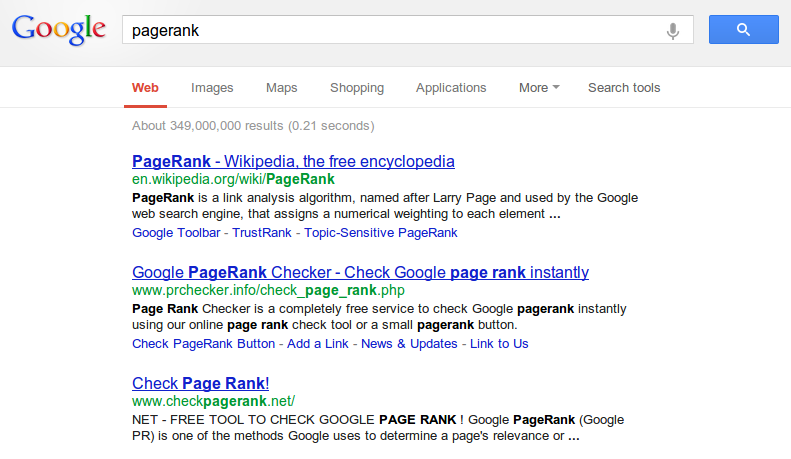 Google pagerank
Web Images Maps Shopping Applications More Search tools
About 349,000,000 results (0.21 seconds)
PageRank - Wikipedia, the free encyclopedia
en.wikipedia.org/wiki/PageRank
PageRank is a link analysis algorithm, named after Larry Page and used by the Google
web search engine, that assigns a numerical weighting to each element ...
Google Toolbar - TrustRank - Topic-Sensitive PageRank
Google PageRank Checker - Check Google page rank instantly
www.prchecker.info/check_page_rank.php
Page Rank Checker is a completely free service to check Google pagerank instantly
using our online page rank check tool or a small pagerank button.
Check PageRank Button - Add a Link - News & Updates - Link to Us
Check Page Rank!
www.checkpagerank.net/
NET - FREE TOOL TO CHECK GOOGLE PAGE RANK ! Google PageRank (Google
PR) is one of the methods Google uses to determine a page's relevance or ...